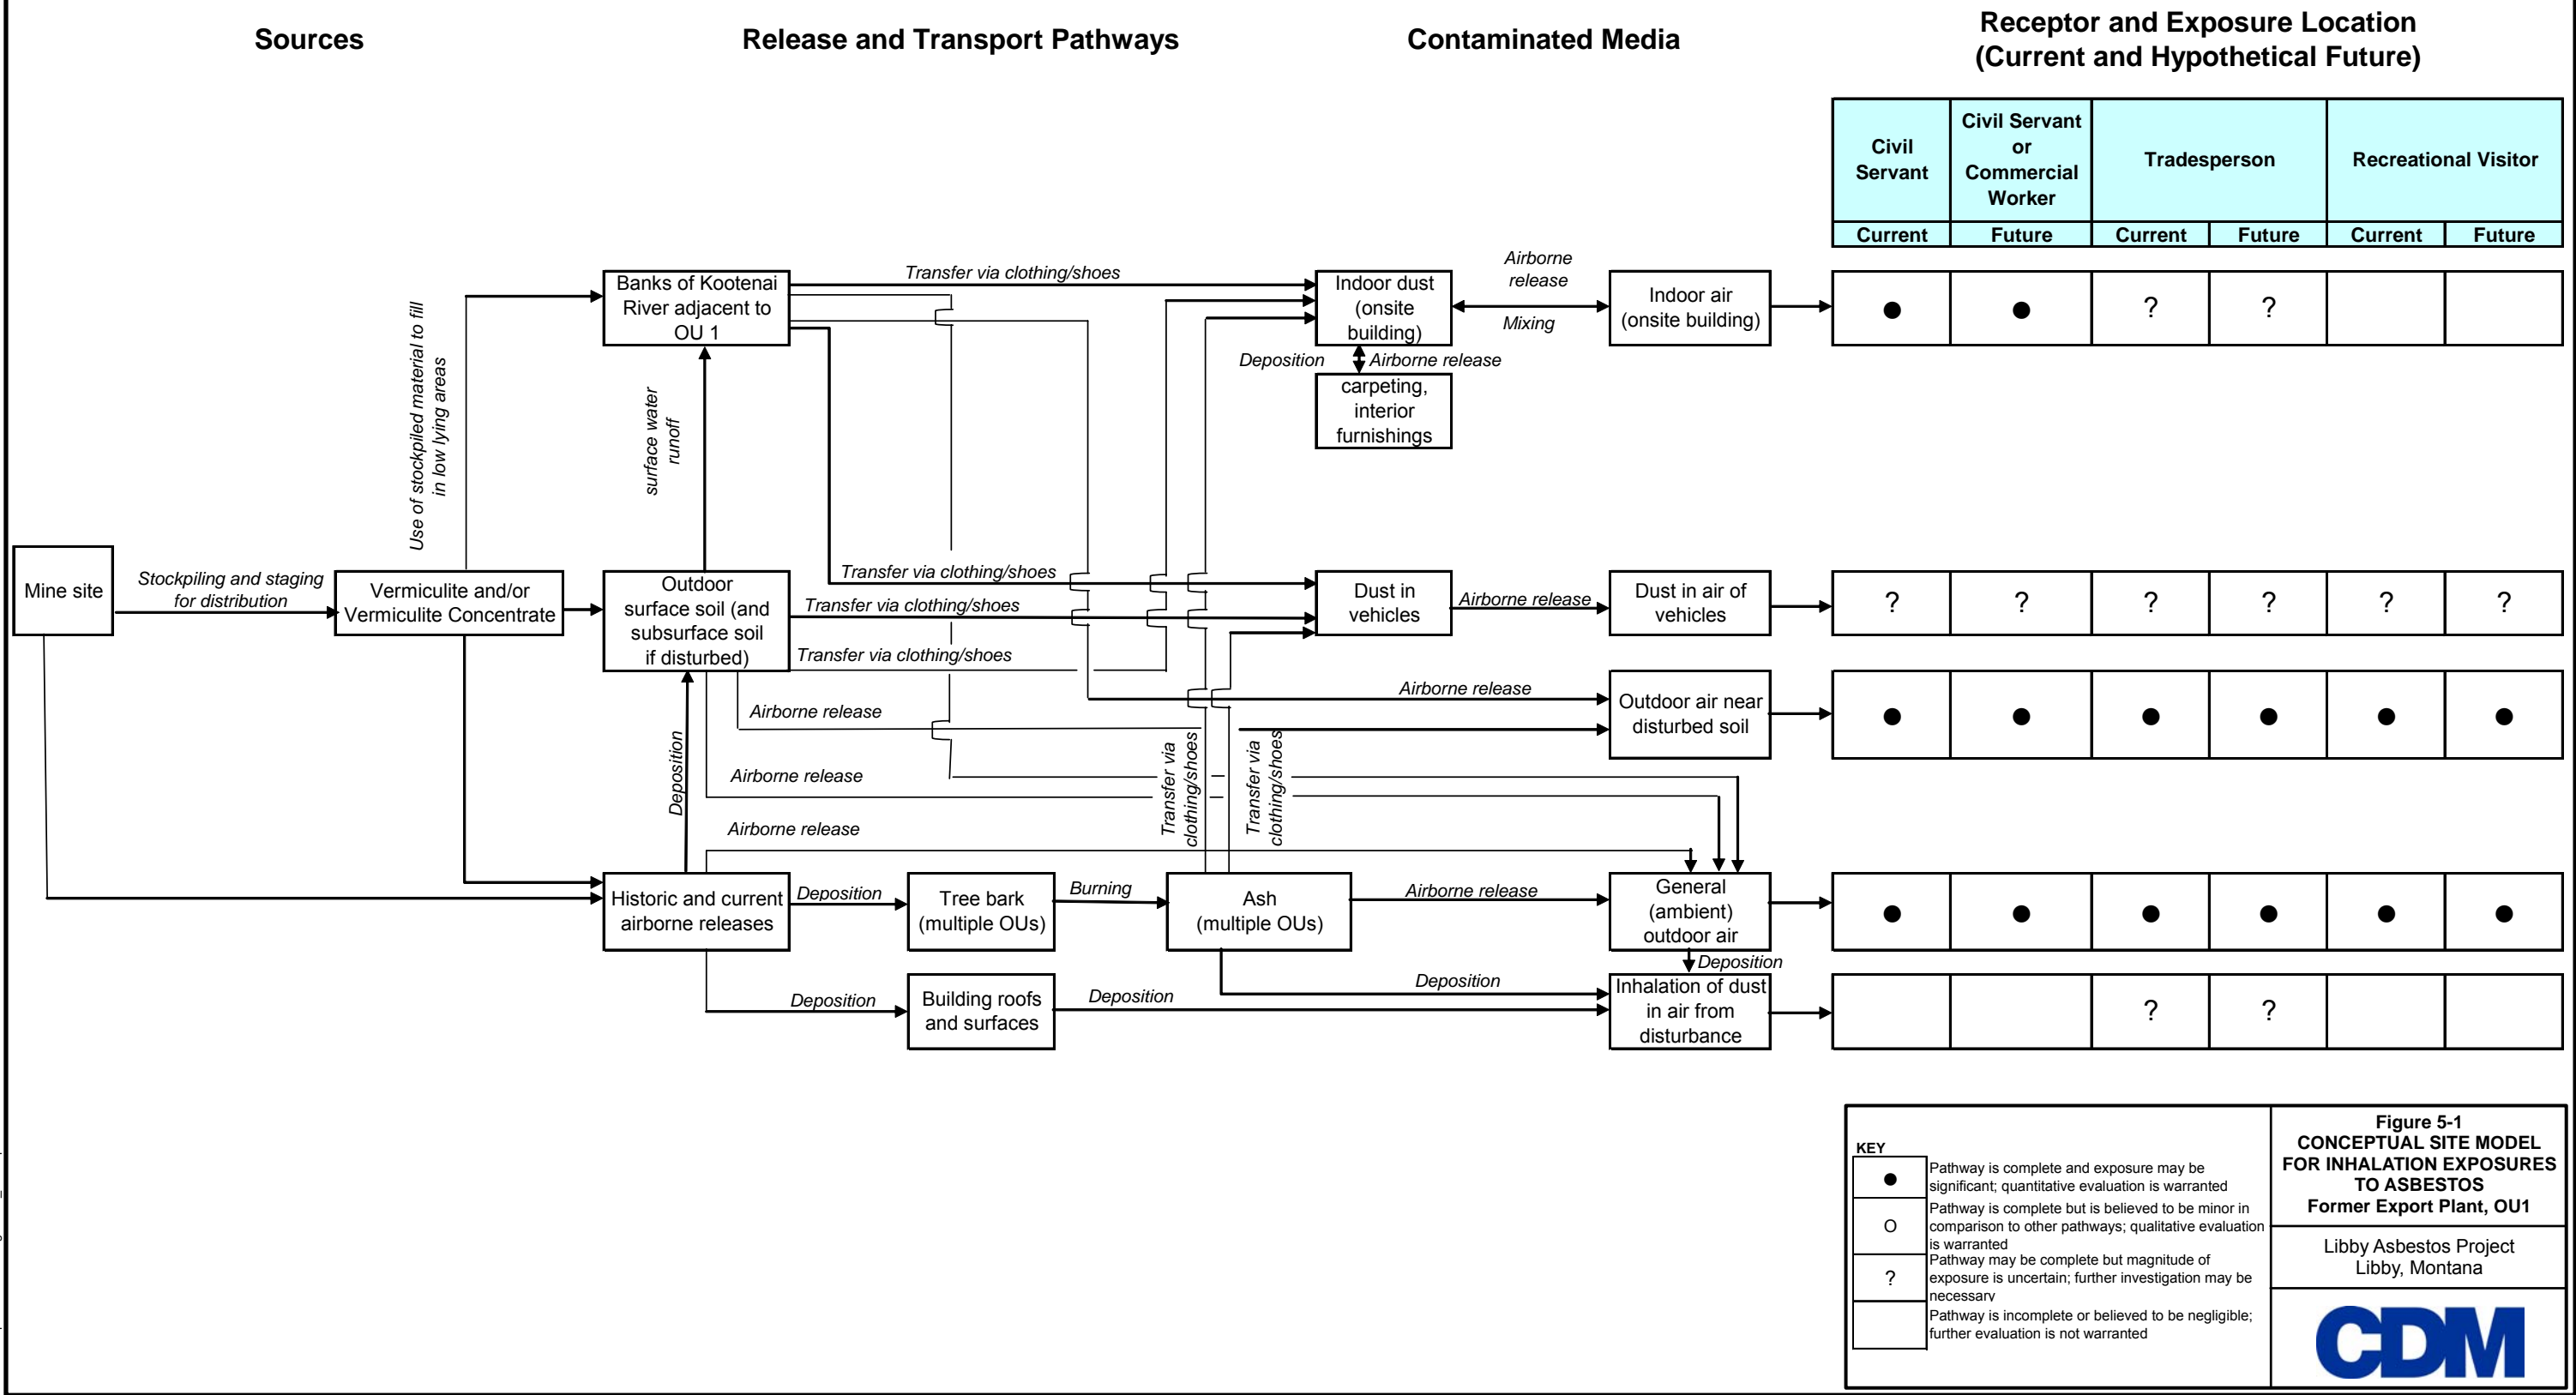 Sources
Release and Transport Pathways
Contaminated Media
Receptor and Exposure Location
(Current and Hypothetical Future)
Civil
Servant
Civil Servant
or
Commercial
Worker
Tradesperson
Recreational Visitor
Current
Future
Current
Future
Current
Future
Banks of Kootenai
River adjacent to
OU 1
Transfer via clothing/shoes
Indoor dust
(onsite
building)
Airborne
release
Mixing
Indoor air
(onsite building)
●
●
?
?
Deposition
Airborne release
carpeting,
interior
furnishings
Use of stockpiled material to fill
in low lying areas
surface water
runoff
Mine site
Stockpiling and staging
for distribution
Vermiculite and/or
Vermiculite Concentrate
Outdoor
surface soil (and
subsurface soil
if disturbed)
Transfer via clothing/shoes
Transfer via clothing/shoes
Transfer via clothing/shoes
Dust in
vehicles
Airborne release
Dust in air of
vehicles
?
?
?
?
?
?
Airborne release
Airborne release
Outdoor air near
disturbed soil
●
●
●
●
●
●
Deposition
Airborne release
Airborne release
Transfer via
clothing/shoes
Transfer via
clothing/shoes
Historic and current
airborne releases
Deposition
Tree bark
(multiple OUs)
Burning
Ash
(multiple OUs)
Airborne release
General
(ambient)
outdoor air
●
●
●
●
●
●
Deposition
Deposition
Building roofs
and surfaces
Deposition
Deposition
Inhalation of dust
in air from
disturbance
?
?
KEY
●
Pathway is complete and exposure may be
significant; quantitative evaluation is warranted
O
Pathway is complete but is believed to be minor in
comparison to other pathways; qualitative evaluation
is warranted
?
Pathway may be complete but magnitude of
exposure is uncertain; further investigation may be
necessary
Pathway is incomplete or believed to be negligible;
further evaluation is not warranted
Figure 5-1
CONCEPTUAL SITE MODEL
FOR INHALATION EXPOSURES
TO ASBESTOS
Former Export Plant, OU1
Libby Asbestos Project
Libby, Montana
CDM